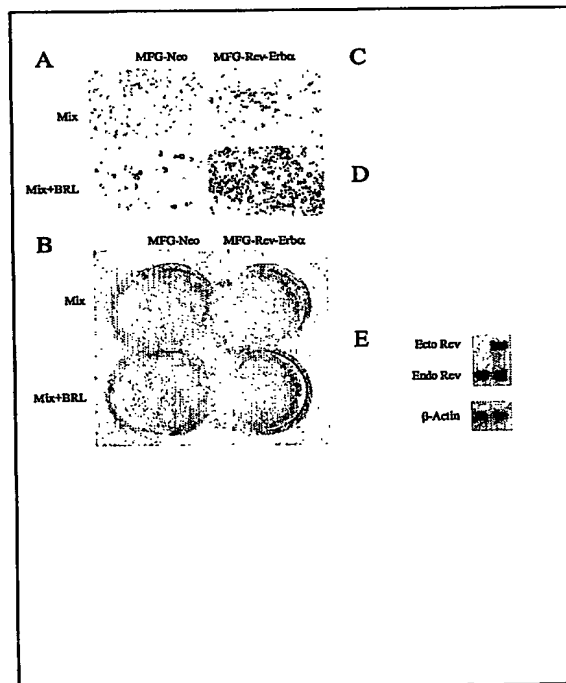 A
C
MFG-Neo MFG-Rev-Erbα
Mix
Mix+BRL
D
B
MFG-Neo MFG-Rev-Erbα
Mix
Mix+BRL
E
Ecto Rev
Endo Rev
β-Actin